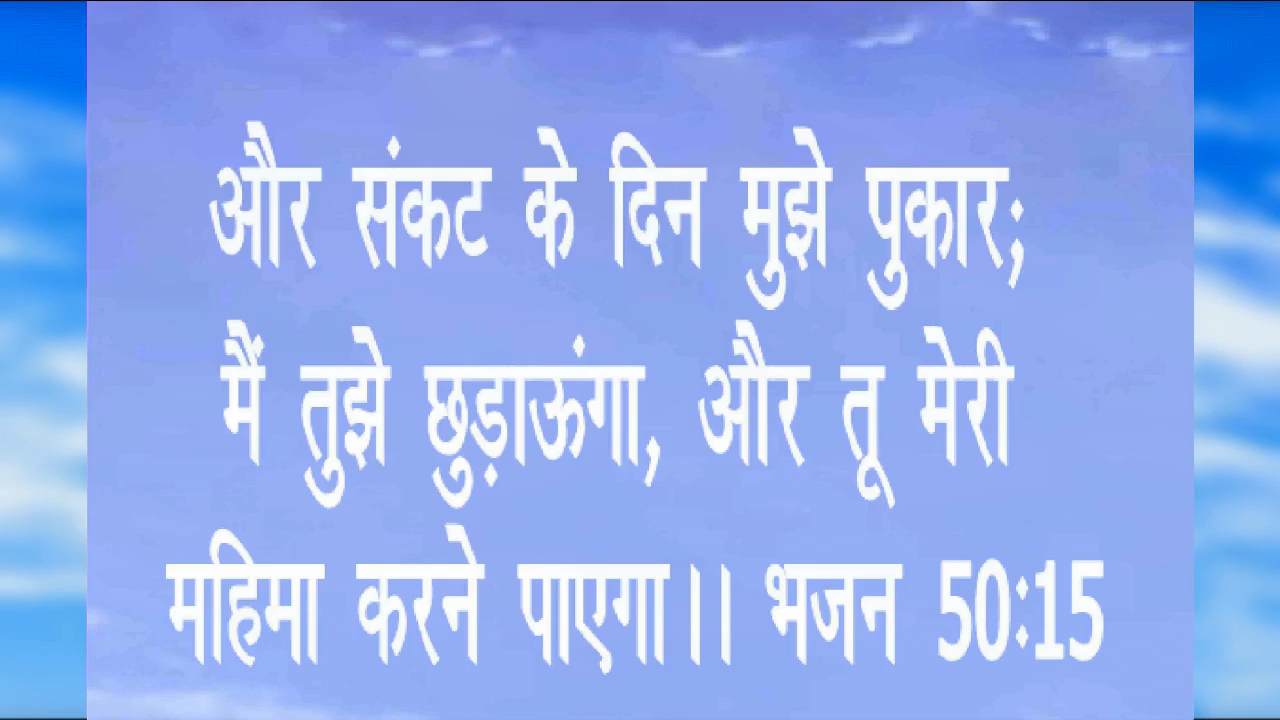 और संकट के दिन मुझे पुकार;
मैं तुझे छुड़ाऊंगा, और तू मेरी
महिमा करने पाएगा।। भजन 50:15